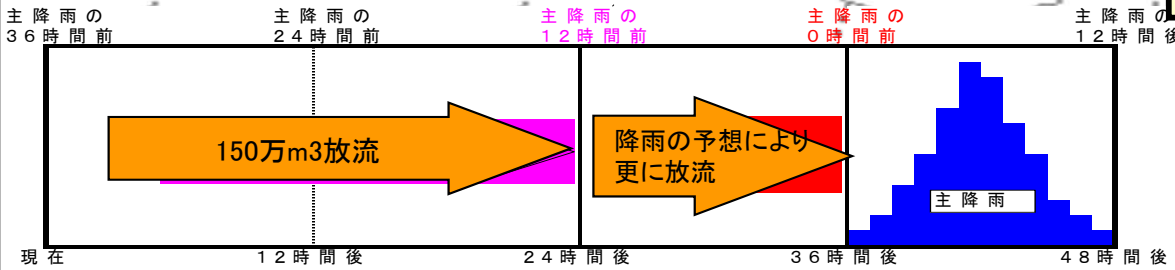 主降雨の
36時間前
主降雨の
24時間前
主降雨の
12時間前
主降雨の
0時間前
主降雨の
12時間後
150万m3放流
降雨の予想により
更に放流
主降雨
現在
12時間後
24時間後
36時間後
48時間後